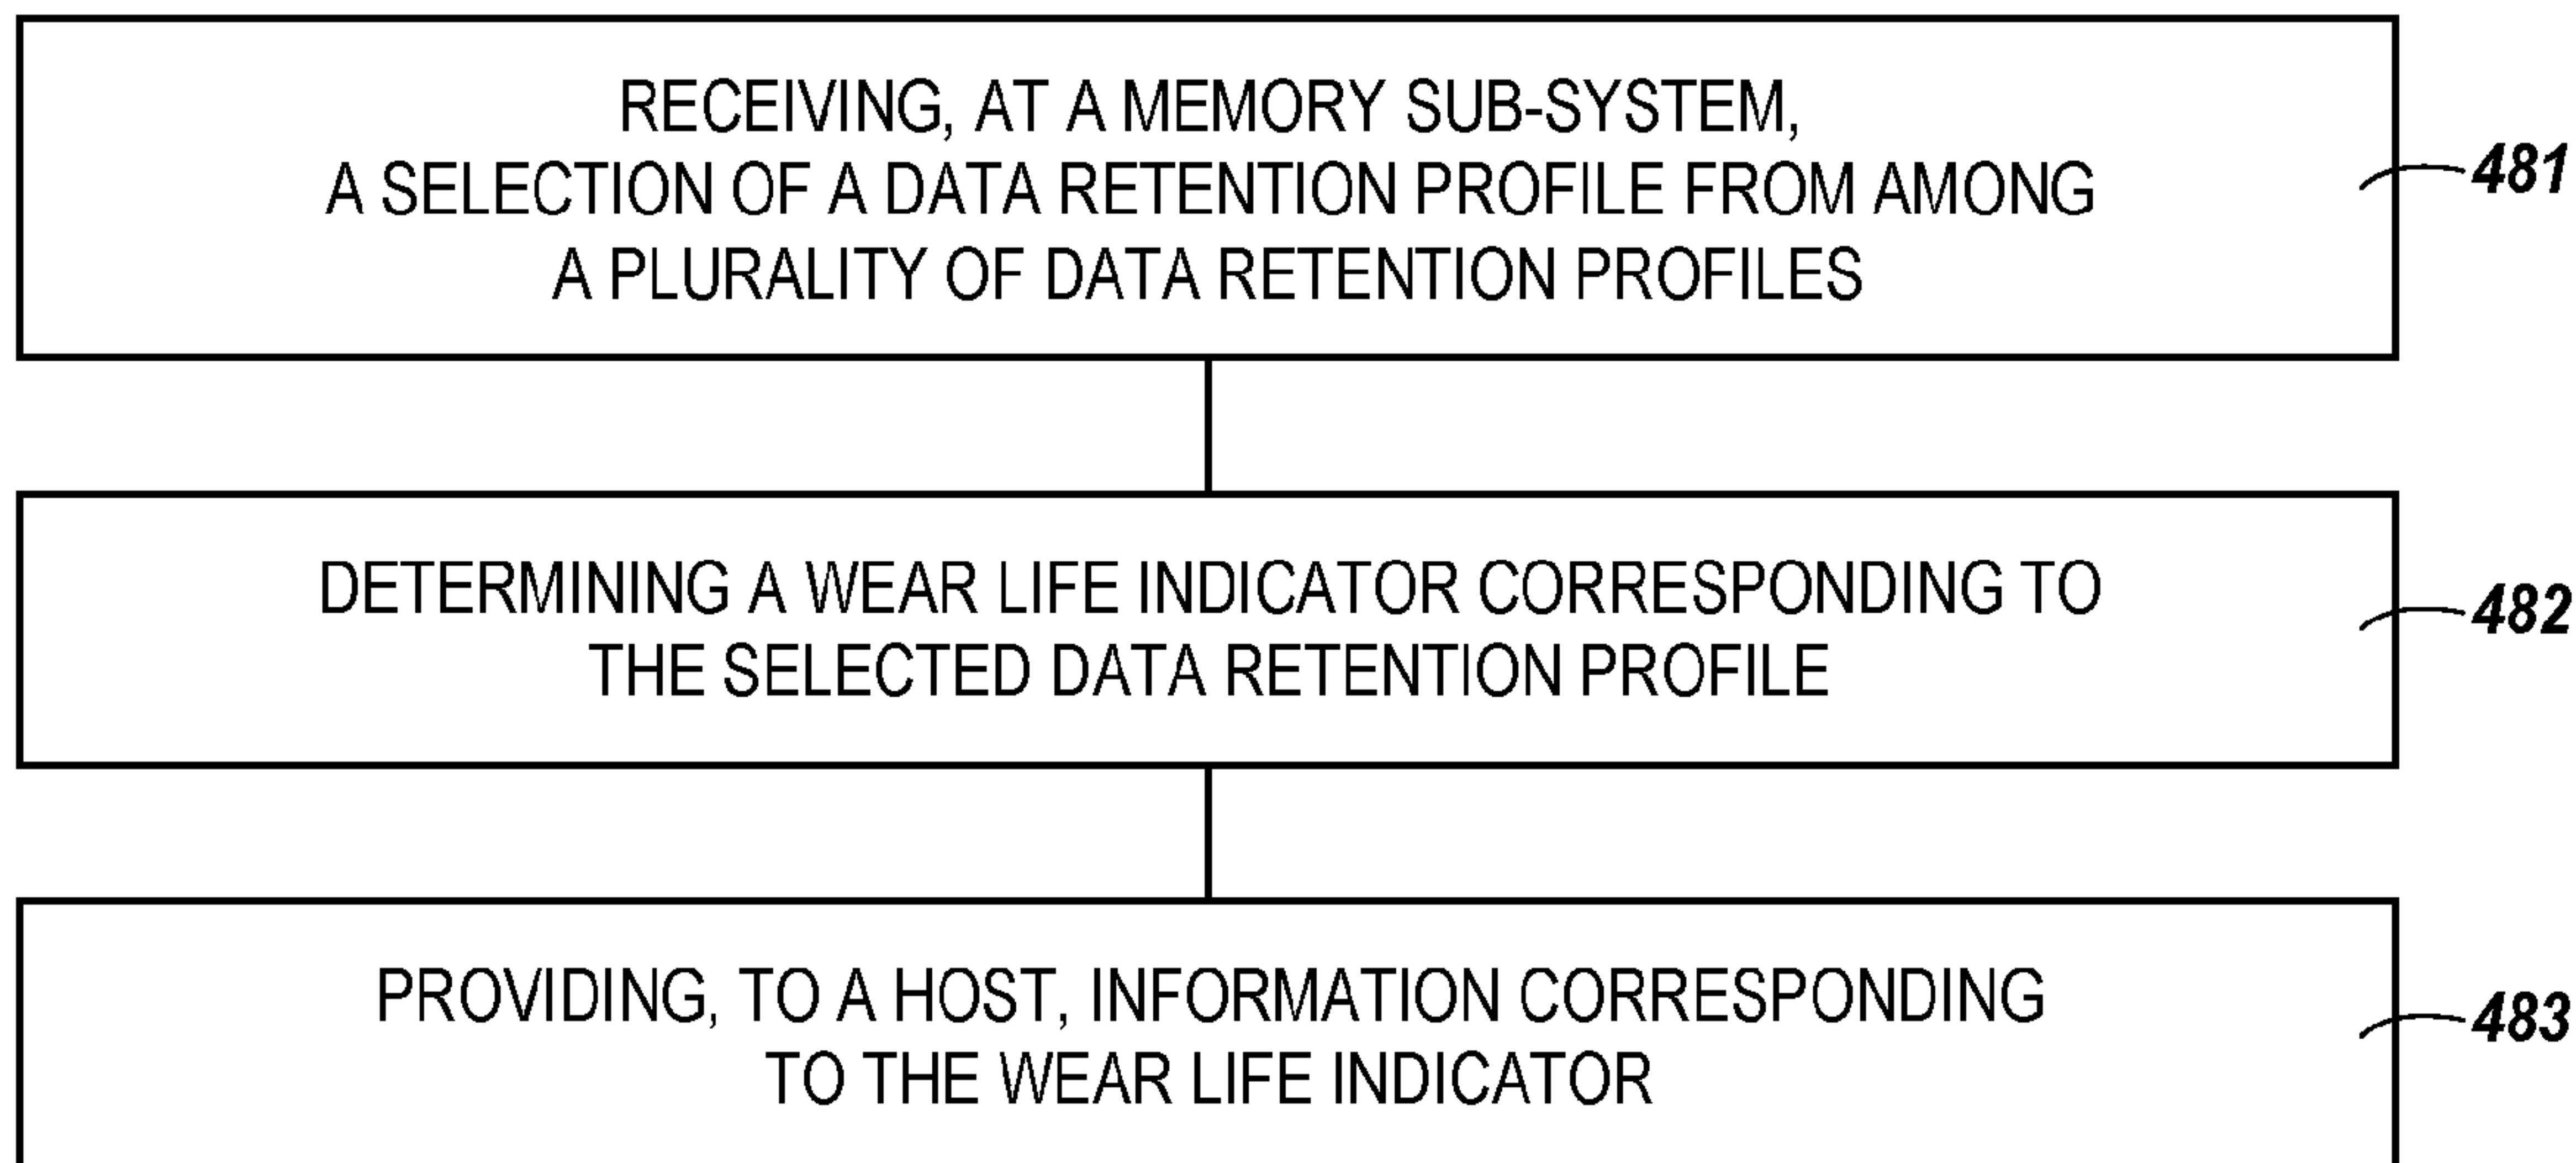 RECEIVING, AT A MEMORY SUB-SYSTEM,
A SELECTION OF A DATA RETENTION PROFILE FROM AMONG
A PLURALITY OF DATA RETENTION PROFILES
481
DETERMINING A WEAR LIFE INDICATOR CORRESPONDING TO
THE SELECTED DATA RETENTION PROFILE
482
PROVIDING, TO A HOST, INFORMATION CORRESPONDING
TO THE WEAR LIFE INDICATOR
483